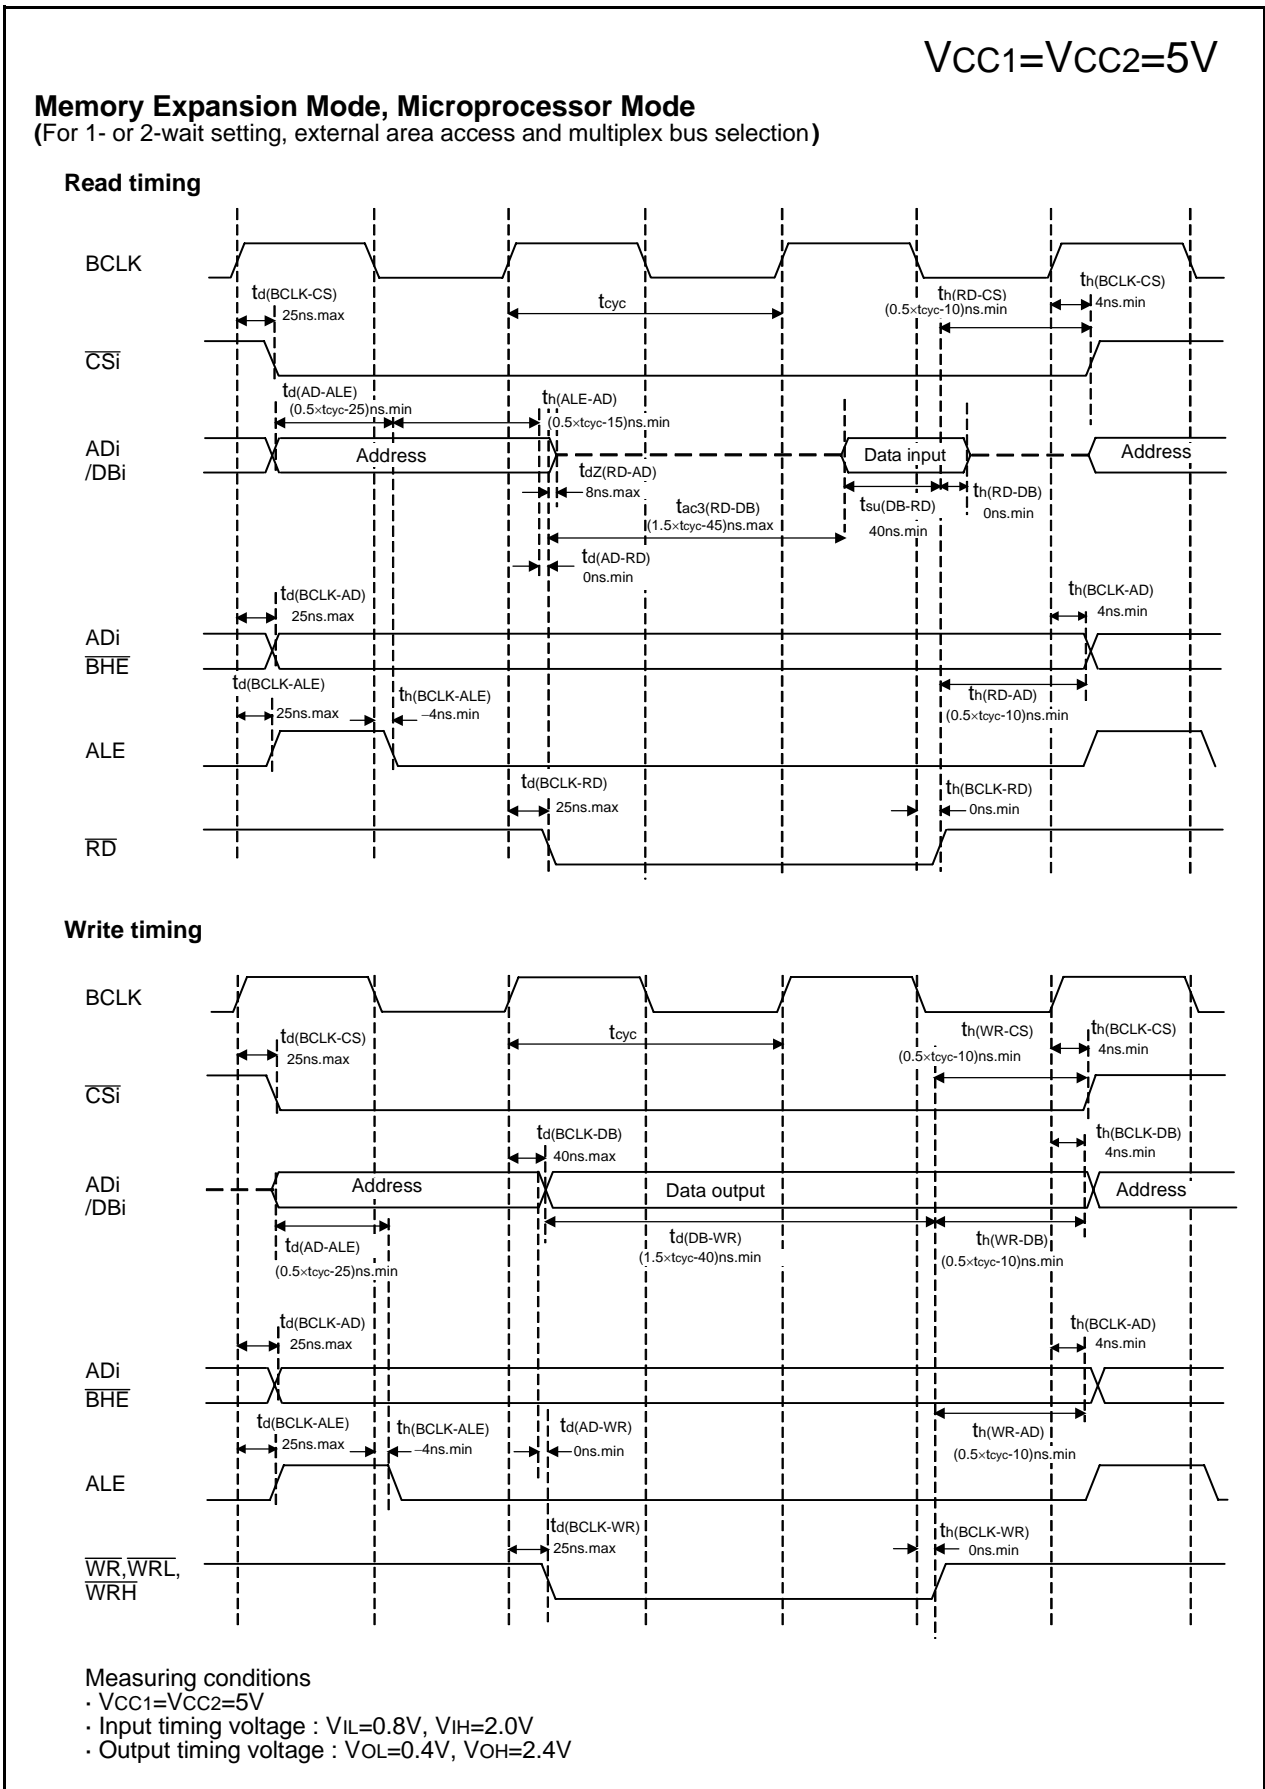 VCC1=VCC2=5V
Memory Expansion Mode, Microprocessor Mode
(For 1- or 2-wait setting, external area access and multiplex bus selection)
Read timing
BCLK
td(BCLK-CS)
25ns.max
tcyc
th(RD-CS)
(0.5×tcyc-10)ns.min
th(BCLK-CS)
4ns.min
CSi
td(AD-ALE)
(0.5×tcyc-25)ns.min
th(ALE-AD)
(0.5×tcyc-15)ns.min
ADi
/DBi
Address
Data input
Address
tdZ(RD-AD)
8ns.max
tac3(RD-DB)
(1.5×tcyc-45)ns.max
tsu(DB-RD)
40ns.min
th(RD-DB)
0ns.min
td(AD-RD)
0ns.min
td(BCLK-AD)
25ns.max
th(BCLK-AD)
4ns.min
ADi
BHE
td(BCLK-ALE)
25ns.max
th(BCLK-ALE)
−4ns.min
th(RD-AD)
(0.5×tcyc-10)ns.min
ALE
td(BCLK-RD)
25ns.max
th(BCLK-RD)
0ns.min
RD
Write timing
BCLK
td(BCLK-CS)
25ns.max
tcyc
th(WR-CS)
(0.5×tcyc-10)ns.min
th(BCLK-CS)
4ns.min
CSi
td(BCLK-DB)
40ns.max
th(BCLK-DB)
4ns.min
ADi
/DBi
Address
Data output
Address
td(AD-ALE)
(0.5×tcyc-25)ns.min
td(DB-WR)
(1.5×tcyc-40)ns.min
th(WR-DB)
(0.5×tcyc-10)ns.min
td(BCLK-AD)
25ns.max
th(BCLK-AD)
4ns.min
ADi
BHE
td(BCLK-ALE)
25ns.max
th(BCLK-ALE)
−4ns.min
td(AD-WR)
0ns.min
th(WR-AD)
(0.5×tcyc-10)ns.min
ALE
td(BCLK-WR)
25ns.max
th(BCLK-WR)
0ns.min
WR,WRL,
WRH
Measuring conditions
· VCC1=VCC2=5V
· Input timing voltage : VIL=0.8V, VIH=2.0V
· Output timing voltage : VOL=0.4V, VOH=2.4V